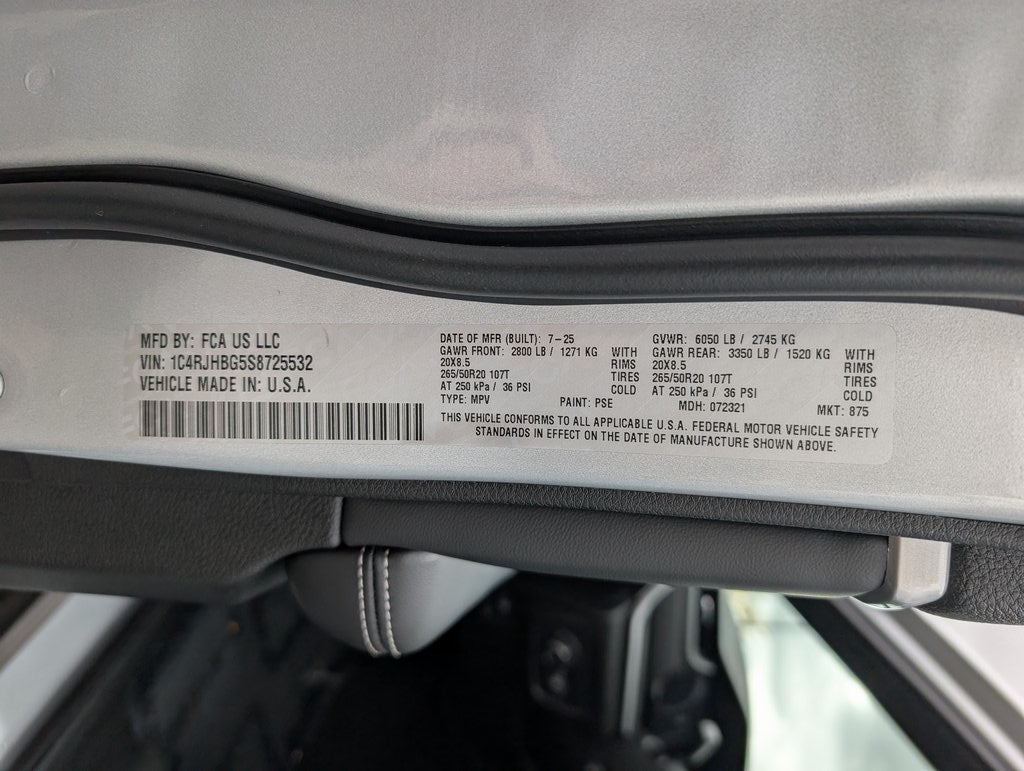 MFD BY: FCA US LLC
VIN: 1C4RJHBG5S8725532
VEHICLE MADE IN: U.S.A.
DATE OF MFR (BUILT): 7-25
GAWR FRONT: 2800 LB / 1271 KG WITH
20X8.5 RIMS
265/50R20 107T TIRES
AT 250 kPa / 36 PSI COLD
TYPE: MPV PAINT: PSE
GVWR: 6050 LB / 2745 KG
GAWR REAR: 3350 LB / 1520 KG WITH
20X8.5 RIMS
265/50R20 107T TIRES
AT 250 kPa / 36 PSI COLD
MDH: 072321 MKT: 875
THIS VEHICLE CONFORMS TO ALL APPLICABLE U.S.A. FEDERAL MOTOR VEHICLE SAFETY
STANDARDS IN EFFECT ON THE DATE OF MANUFACTURE SHOWN ABOVE.